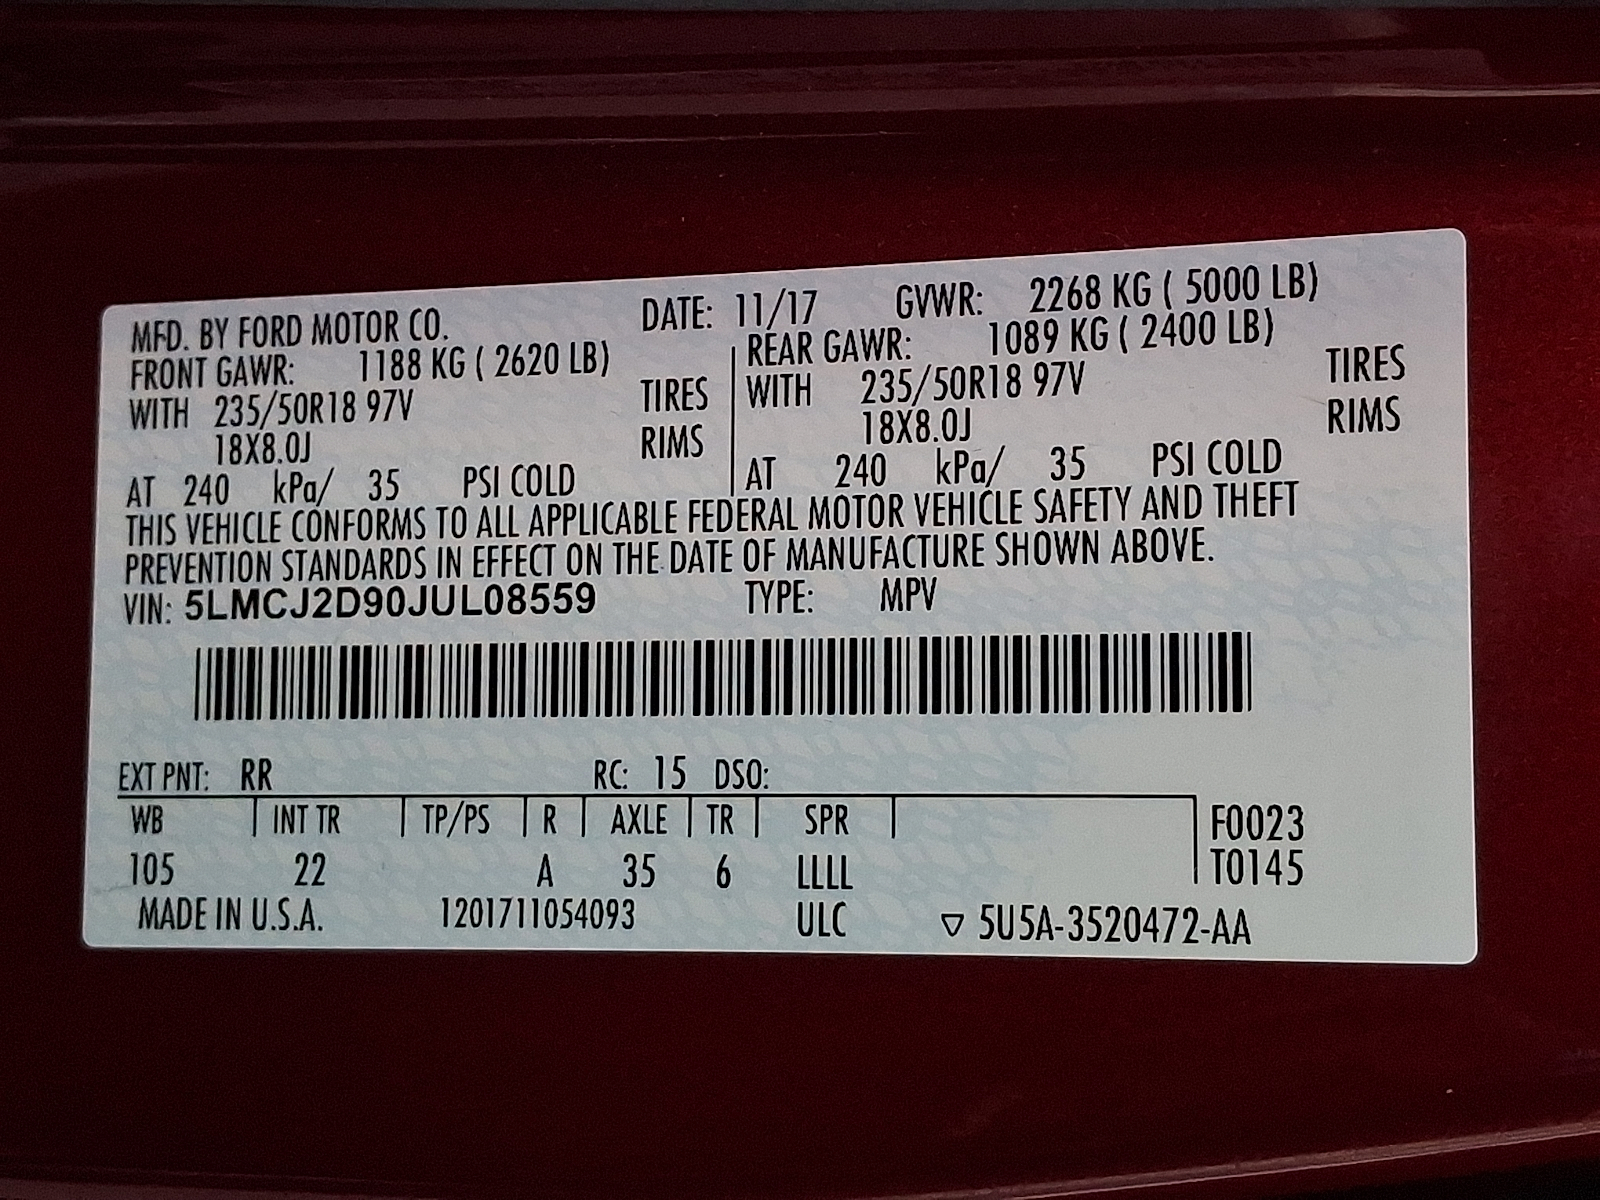 MFD. BY FORD MOTOR CO. DATE: 11/17 GVWR: 2268 KG ( 5000 LB)
FRONT GAWR: 1188 KG ( 2620 LB) REAR GAWR: 1089 KG ( 2400 LB)
WITH 235/50R18 97V TIRES WITH 235/50R18 97V TIRES
18X8.0J RIMS 18X8.0J RIMS
AT 240 kPa/ 35 PSI COLD AT 240 kPa/ 35 PSI COLD
THIS VEHICLE CONFORMS TO ALL APPLICABLE FEDERAL MOTOR VEHICLE SAFETY AND THEFT
PREVENTION STANDARDS IN EFFECT ON THE DATE OF MANUFACTURE SHOWN ABOVE.
VIN: 5LMCJ2D90JUL08559 TYPE: MPV
EXT PNT: RR RC: 15 DSO:
WB INT TR TP/PS R AXLE TR SPR F0023
105 22 A 35 6 LLLL T0145
MADE IN U.S.A. 1201711054093 ULC ▽ 5U5A-3520472-AA